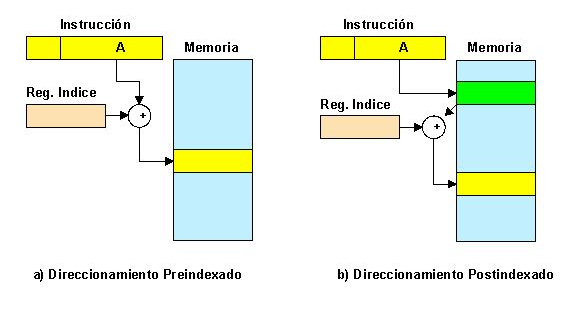 Instrucción
A
Memoria
Reg. Indice
+
a) Direccionamiento Preindexado
Instrucción
A
Memoria
Reg. Indice
+
b) Direccionamiento Postindexado